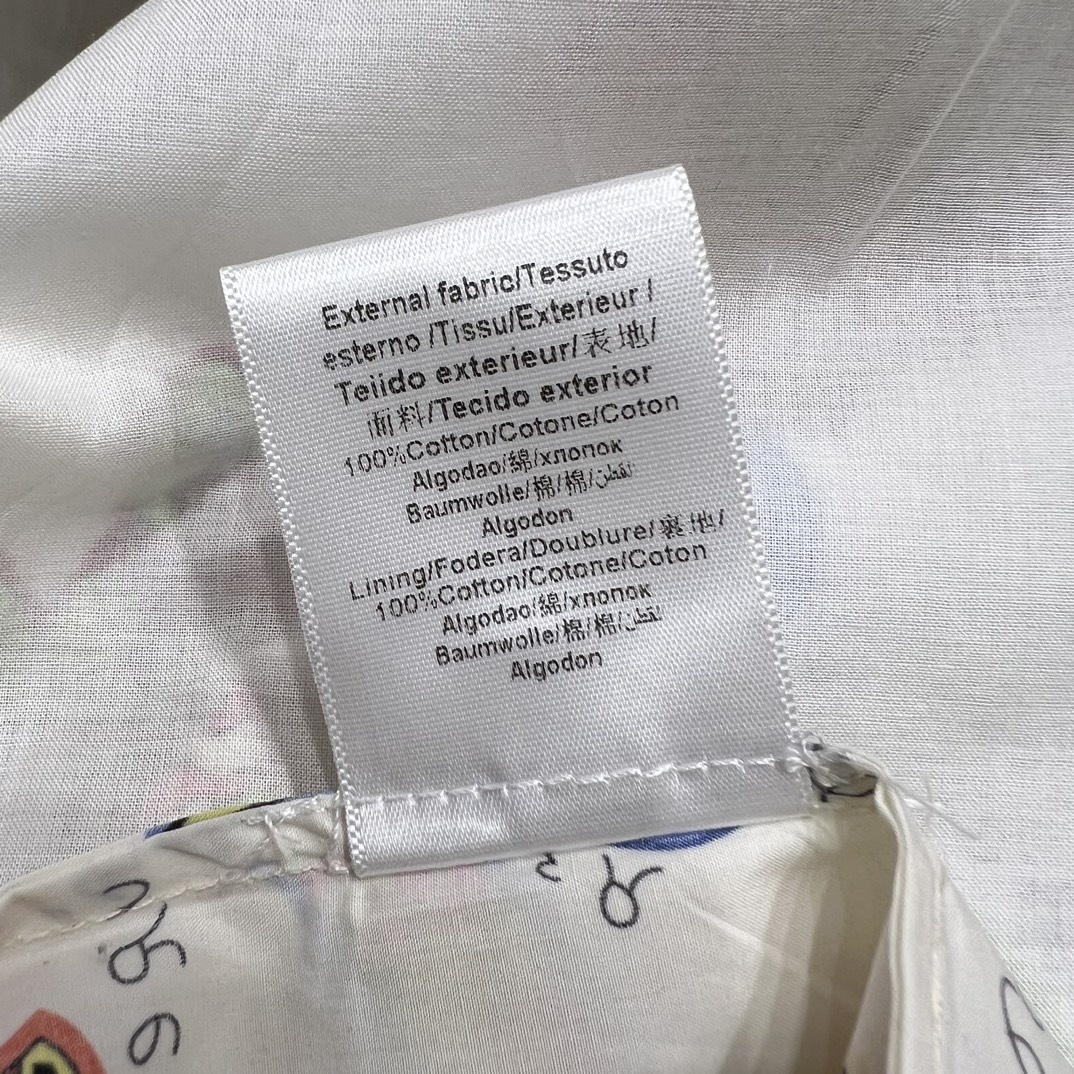 External fabric/Tessuto
esterno /Tissu/Exterieur /
Teiido exterieur/表地/
面料/Tecido exterior
100%Cotton/Cotone/Coton
Algodao/綿/хлопок
Baumwolle/棉/棉/القطن
Algodon
Lining/Fodera/Doublure/裏地/
100%Cotton/Cotone/Coton
Algodao/綿/хлопок
Baumwolle/棉/棉/القطن
Algodon